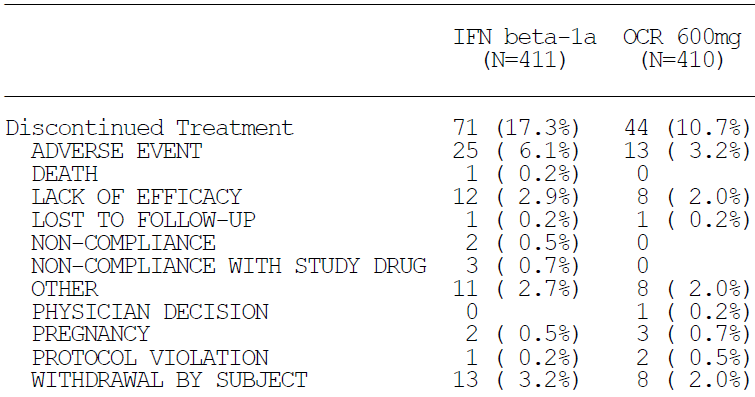 IFN beta-1a OCR 600mg
(N=411) (N=410)
Discontinued Treatment 71 (17.3%) 44 (10.7%)
ADVERSE EVENT 25 ( 6.1%) 13 ( 3.2%)
DEATH 1 ( 0.2%) 0
LACK OF EFFICACY 12 ( 2.9%) 8 ( 2.0%)
LOST TO FOLLOW-UP 1 ( 0.2%) 1 ( 0.2%)
NON-COMPLIANCE 2 ( 0.5%) 0
NON-COMPLIANCE WITH STUDY DRUG 3 ( 0.7%) 0
OTHER 11 ( 2.7%) 8 ( 2.0%)
PHYSICIAN DECISION 0 1 ( 0.2%)
PREGNANCY 2 ( 0.5%) 3 ( 0.7%)
PROTOCOL VIOLATION 1 ( 0.2%) 2 ( 0.5%)
WITHDRAWAL BY SUBJECT 13 ( 3.2%) 8 ( 2.0%)